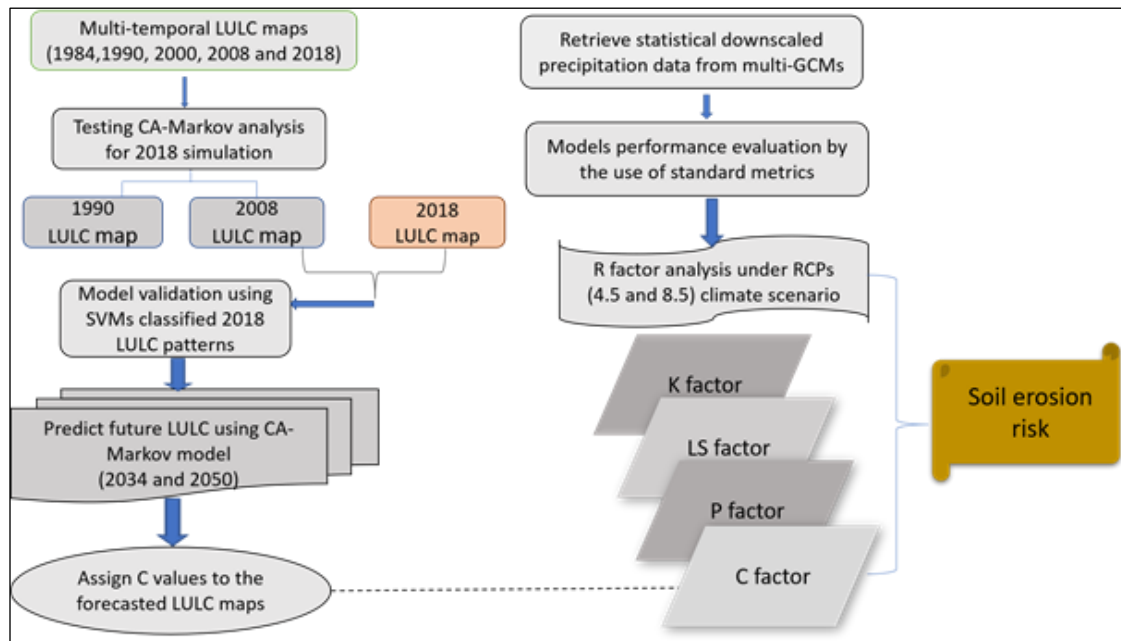 Multi-temporal LULC maps
(1984,1990, 2000, 2008 and 2018)
Testing CA-Markov analysis
for 2018 simulation
1990
LULC map
2008
LULC map
2018
LULC map
Model validation using
SVMs classified 2018
LULC patterns
Predict future LULC using CA-
Markov model
(2034 and 2050)
Assign C values to the
forecasted LULC maps
Retrieve statistical downscaled
precipitation data from multi-GCMs
Models performance evaluation by
the use of standard metrics
R factor analysis under RCPs
(4.5 and 8.5) climate scenario
K factor
LS factor
P factor
C factor
Soil erosion
risk